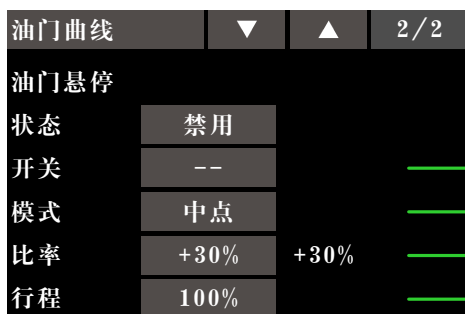 油门曲线 ▼ ▲ 2/2
油门悬停
状态 禁用
开关 --
模式 中点
比率 +30% +30%
行程 100%